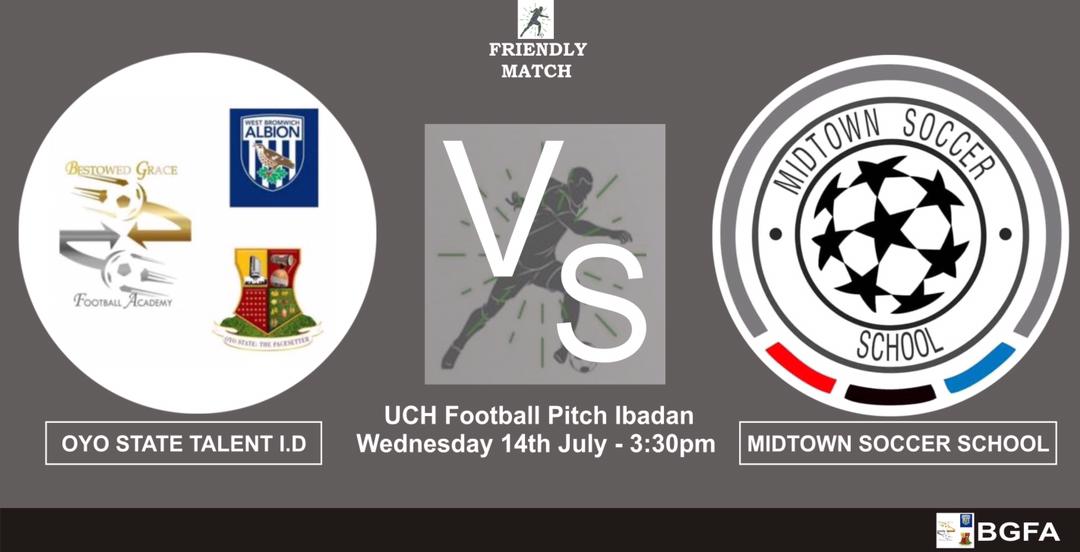 FRIENDLY
MATCH
BESTOWED GRACE
FOOTBALL ACADEMY
WEST BROMWICH
ALBION
OYO STATE: THE PACESETTER
VS
MIDTOWN SOCCER
SCHOOL
UCH Football Pitch Ibadan
Wednesday 14th July - 3:30pm
OYO STATE TALENT I.D
MIDTOWN SOCCER SCHOOL
BGFA